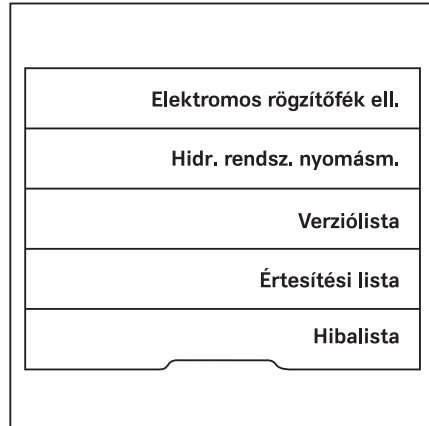 Elektromos rögzítőfék ell.
Hidr. rendsz. nyomásm.
Verziólista
Értesítési lista
Hibalista